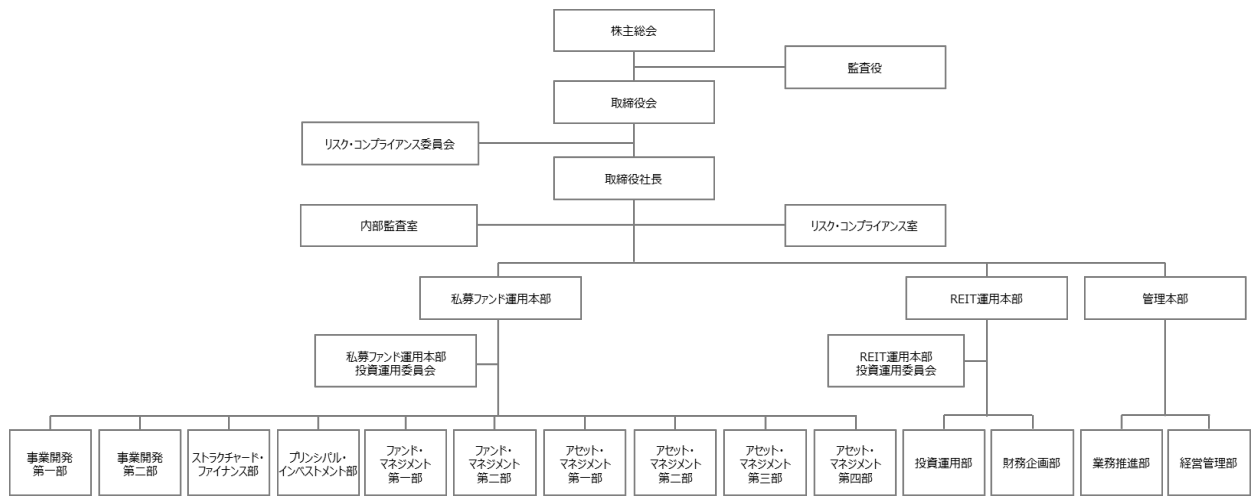 株主総会
監査役
取締役会
リスク・コンプライアンス委員会
取締役社長
内部監査室
リスク・コンプライアンス室
私募ファンド運用本部
REIT運用本部
管理本部
私募ファンド運用本部
投資運用委員会
REIT運用本部
投資運用委員会
事業開発
第一部
事業開発
第二部
ストラクチャード・
ファイナンス部
プリンシパル・
インベストメント部
ファンド・
マネジメント
第一部
ファンド・
マネジメント
第二部
アセット・
マネジメント
第一部
アセット・
マネジメント
第二部
アセット・
マネジメント
第三部
アセット・
マネジメント
第四部
投資運用部
財務企画部
業務推進部
経営管理部